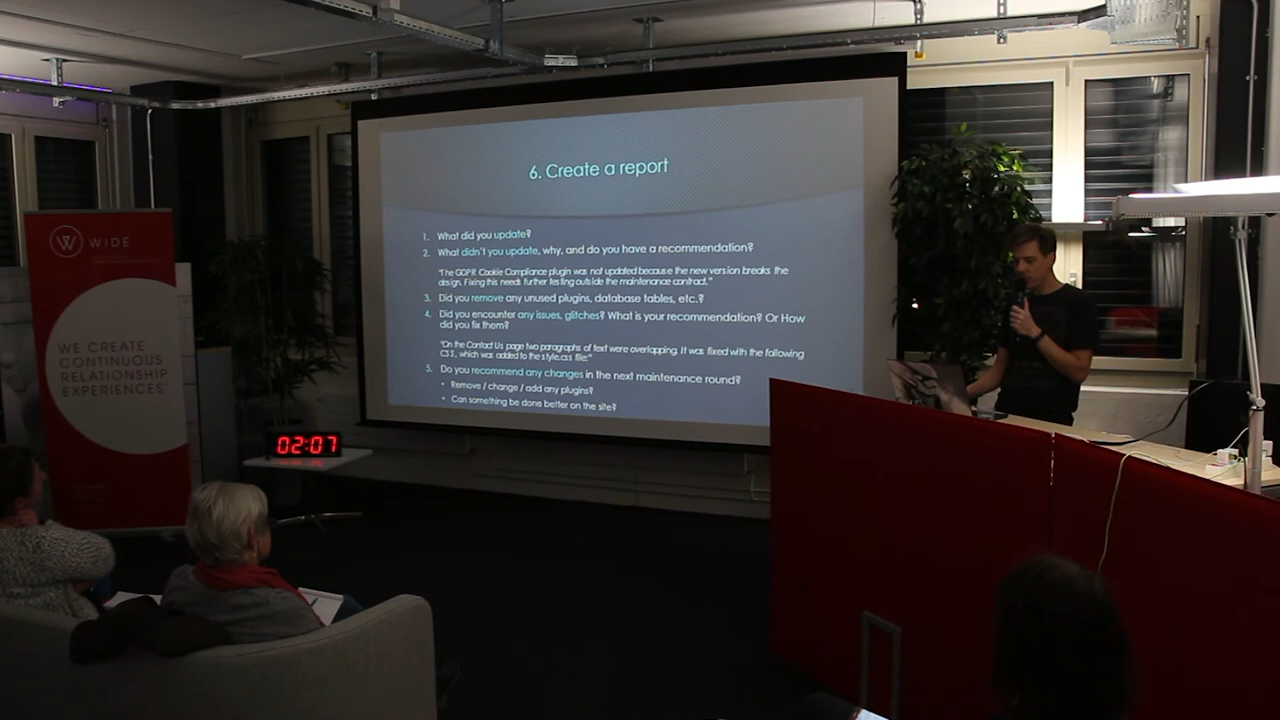 6. Create a report
1. What did you update?
2. What didn't you update, why, and do you have a recommendation?
"The GDPR Cookie Compliance plugin was not updated because the new version breaks the
design. Fixing this needs further testing outside the maintenance contract."
3. Did you remove any unused plugins, database tables, etc.?
4. Did you encounter any issues, glitches? What is your recommendation? Or How
did you fix them?
"On the Contact Us page two paragraphs of text were overlapping. It was fixed with the following
CSS, which was added to the style.css file:"
5. Do you recommend any changes in the next maintenance round?
• Remove / change / add any plugins?
• Can something be done better on the site?
W WIDE
WE CREATE
CONTINUOUS
RELATIONSHIP
EXPERIENCES
02:07